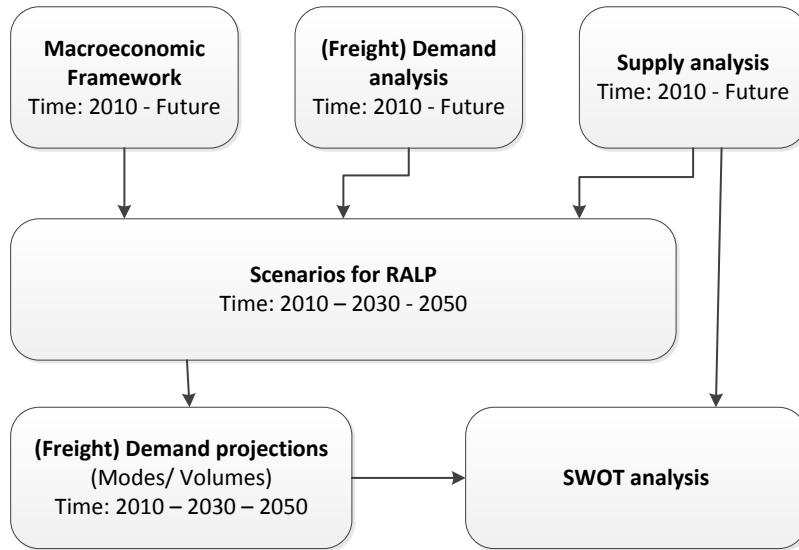 Macroeconomic
Framework
Time: 2010 - Future
(Freight) Demand
analysis
Time: 2010 - Future
Supply analysis
Time: 2010 - Future
Scenarios for RALP
Time: 2010 – 2030 - 2050
(Freight) Demand projections
(Modes/ Volumes)
Time: 2010 – 2030 – 2050
SWOT analysis